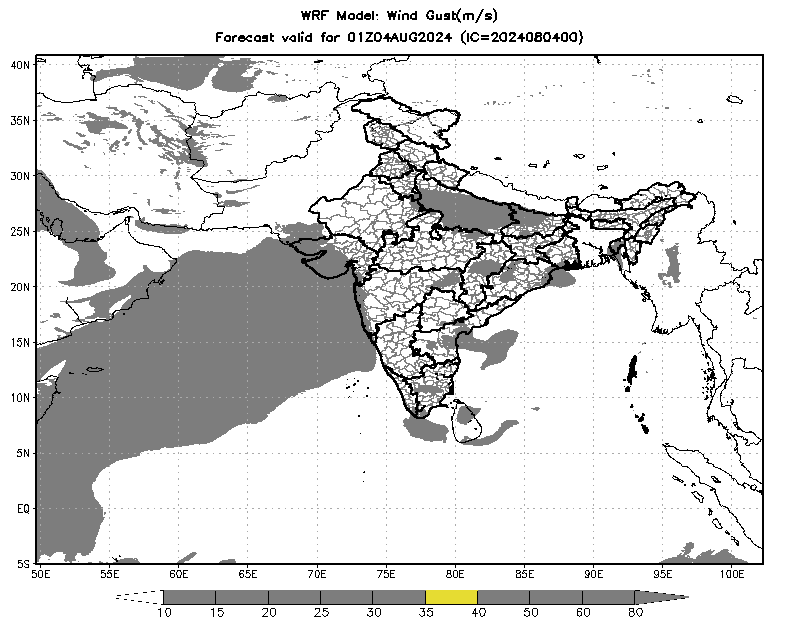 WRF Model: Wind Gust(m/s)
Forecast valid for 01Z04AUG2024 (IC=2024080400)
40N
35N
30N
25N
20N
15N
10N
5N
EQ
5S
50E 55E 60E 65E 70E 75E 80E 85E 90E 95E 100E
10 15 20 25 30 35 40 50 60 80